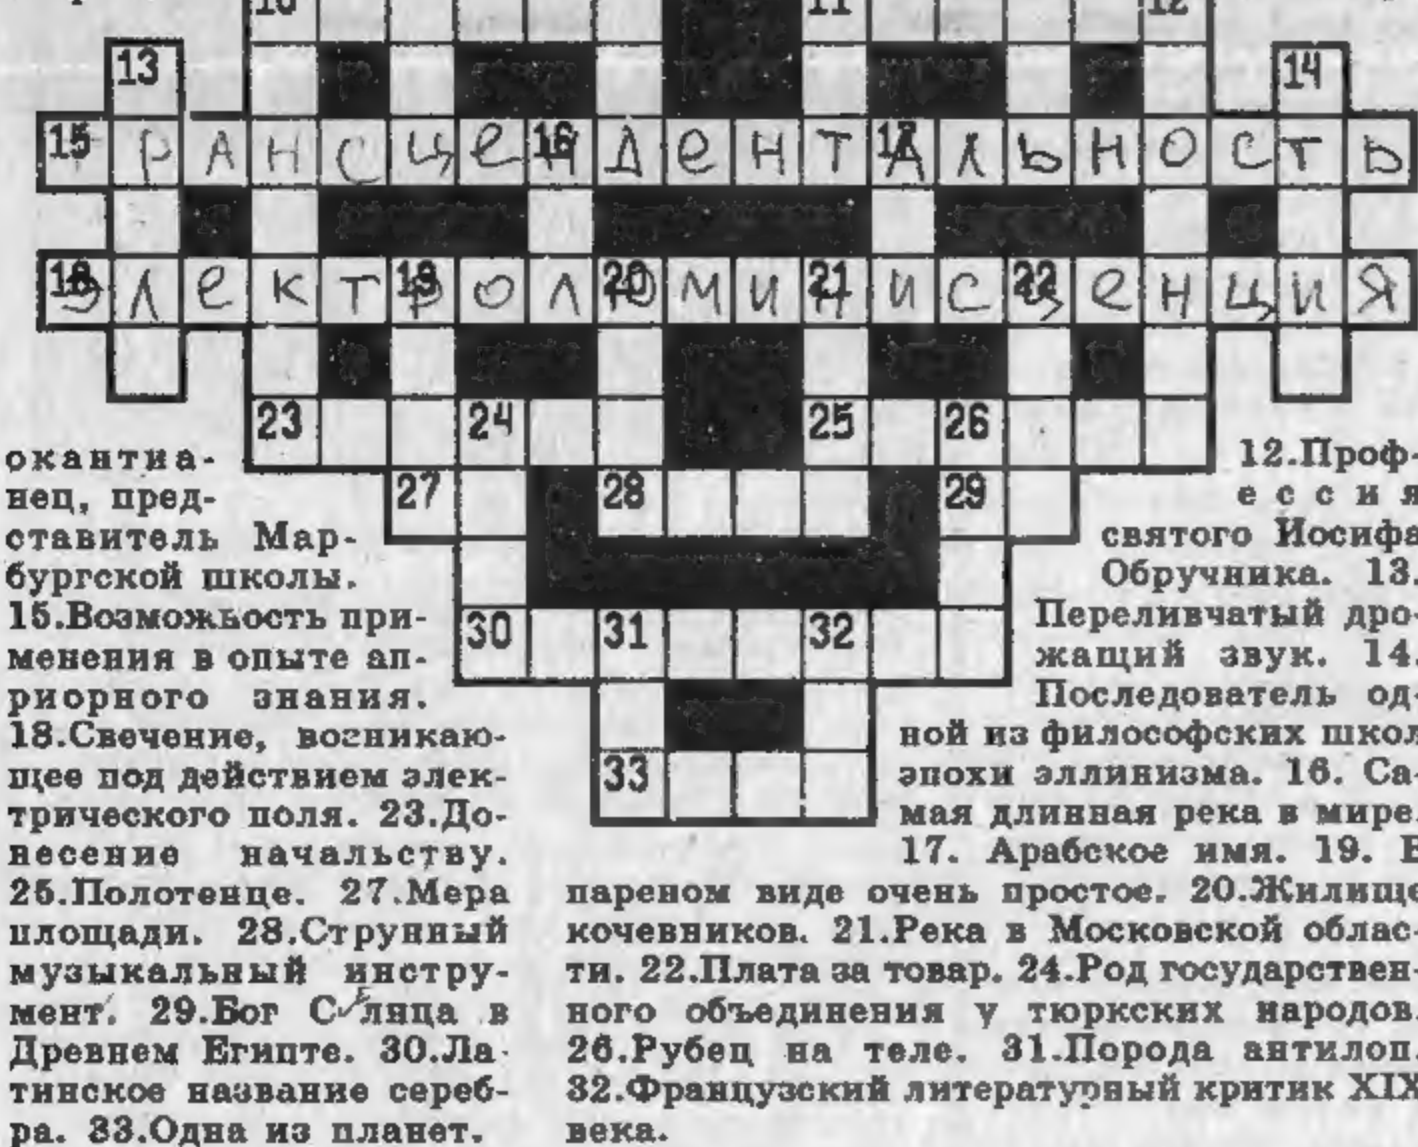 10 11 12
13 14
15 ТРАНСЦЕ16НДЕНТ17АЛЬНОСТЬ
18 ЭЛЕКТ19РОЛ20ЮМИ21НИС22ЦЕНЦИЯ
23 24 25 26
27 28 29
30 31 32
33
окантиа-
нец, пред-
ставитель Мар-
бургской школы.
15.Возможность при-
менения в опыте ап-
риорного знания.
18.Свечение, возникаю-
щее под действием элек-
трического поля. 23.До-
несение начальству.
25.Полотенце. 27.Мера
площади. 28.Струнный
музыкальный инстру-
мент. 29.Бог Солнца в
Древнем Египте. 30.Ла-
тинское название сереб-
ра. 33.Одна из планет.
12.Проф-
ессия
святого Иосифа
Обручника. 13.
Переливчатый дро-
жащий звук. 14.
Последователь од-
ной из философских школ
эпохи эллинизма. 16. Са-
мая длинная река в мире.
17. Арабское имя. 19. В
пареном виде очень простое. 20.Жилище
кочевников. 21.Река в Московской облас-
ти. 22.Плата за товар. 24.Род государствен-
ного объединения у тюркских народов.
26.Рубец на теле. 31.Порода антилоп.
32.Французский литературный критик XIX
века.